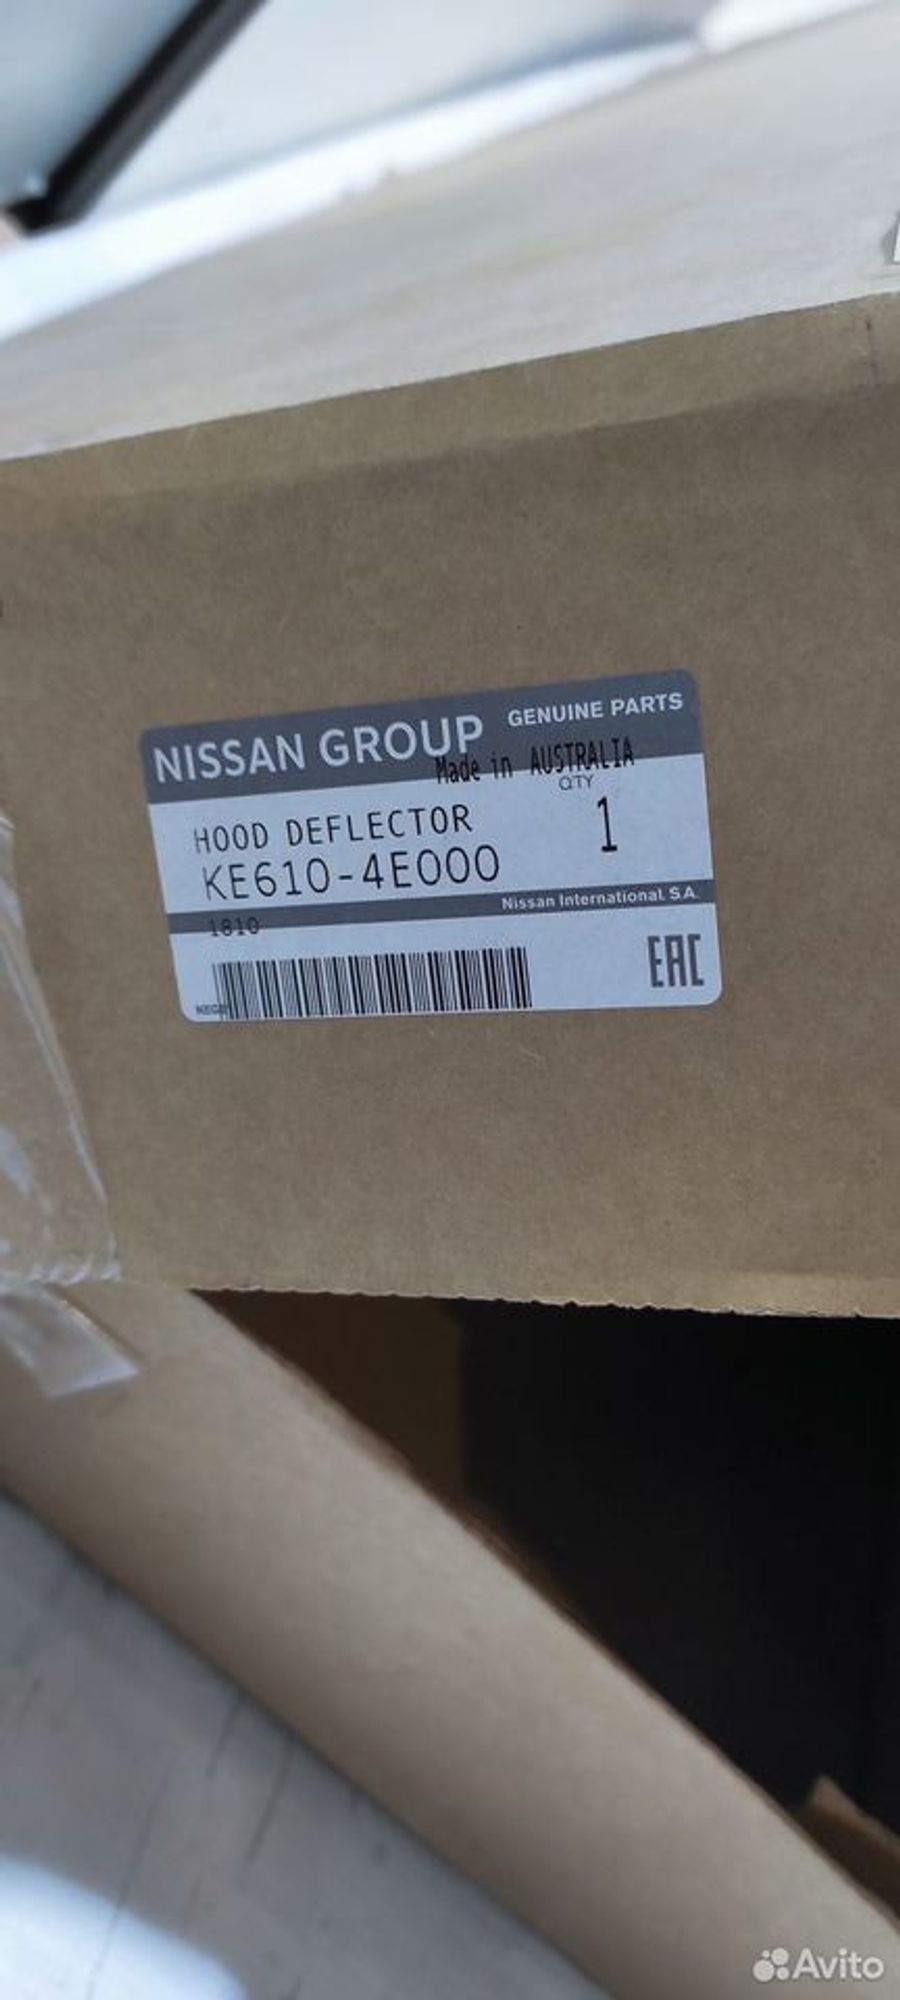 NISSAN GROUP GENUINE PARTS
Made in AUSTRALIA
QTY
HOOD DEFLECTOR 1
KE610-4E000
Nissan International S.A.
1810
EAC
Avito